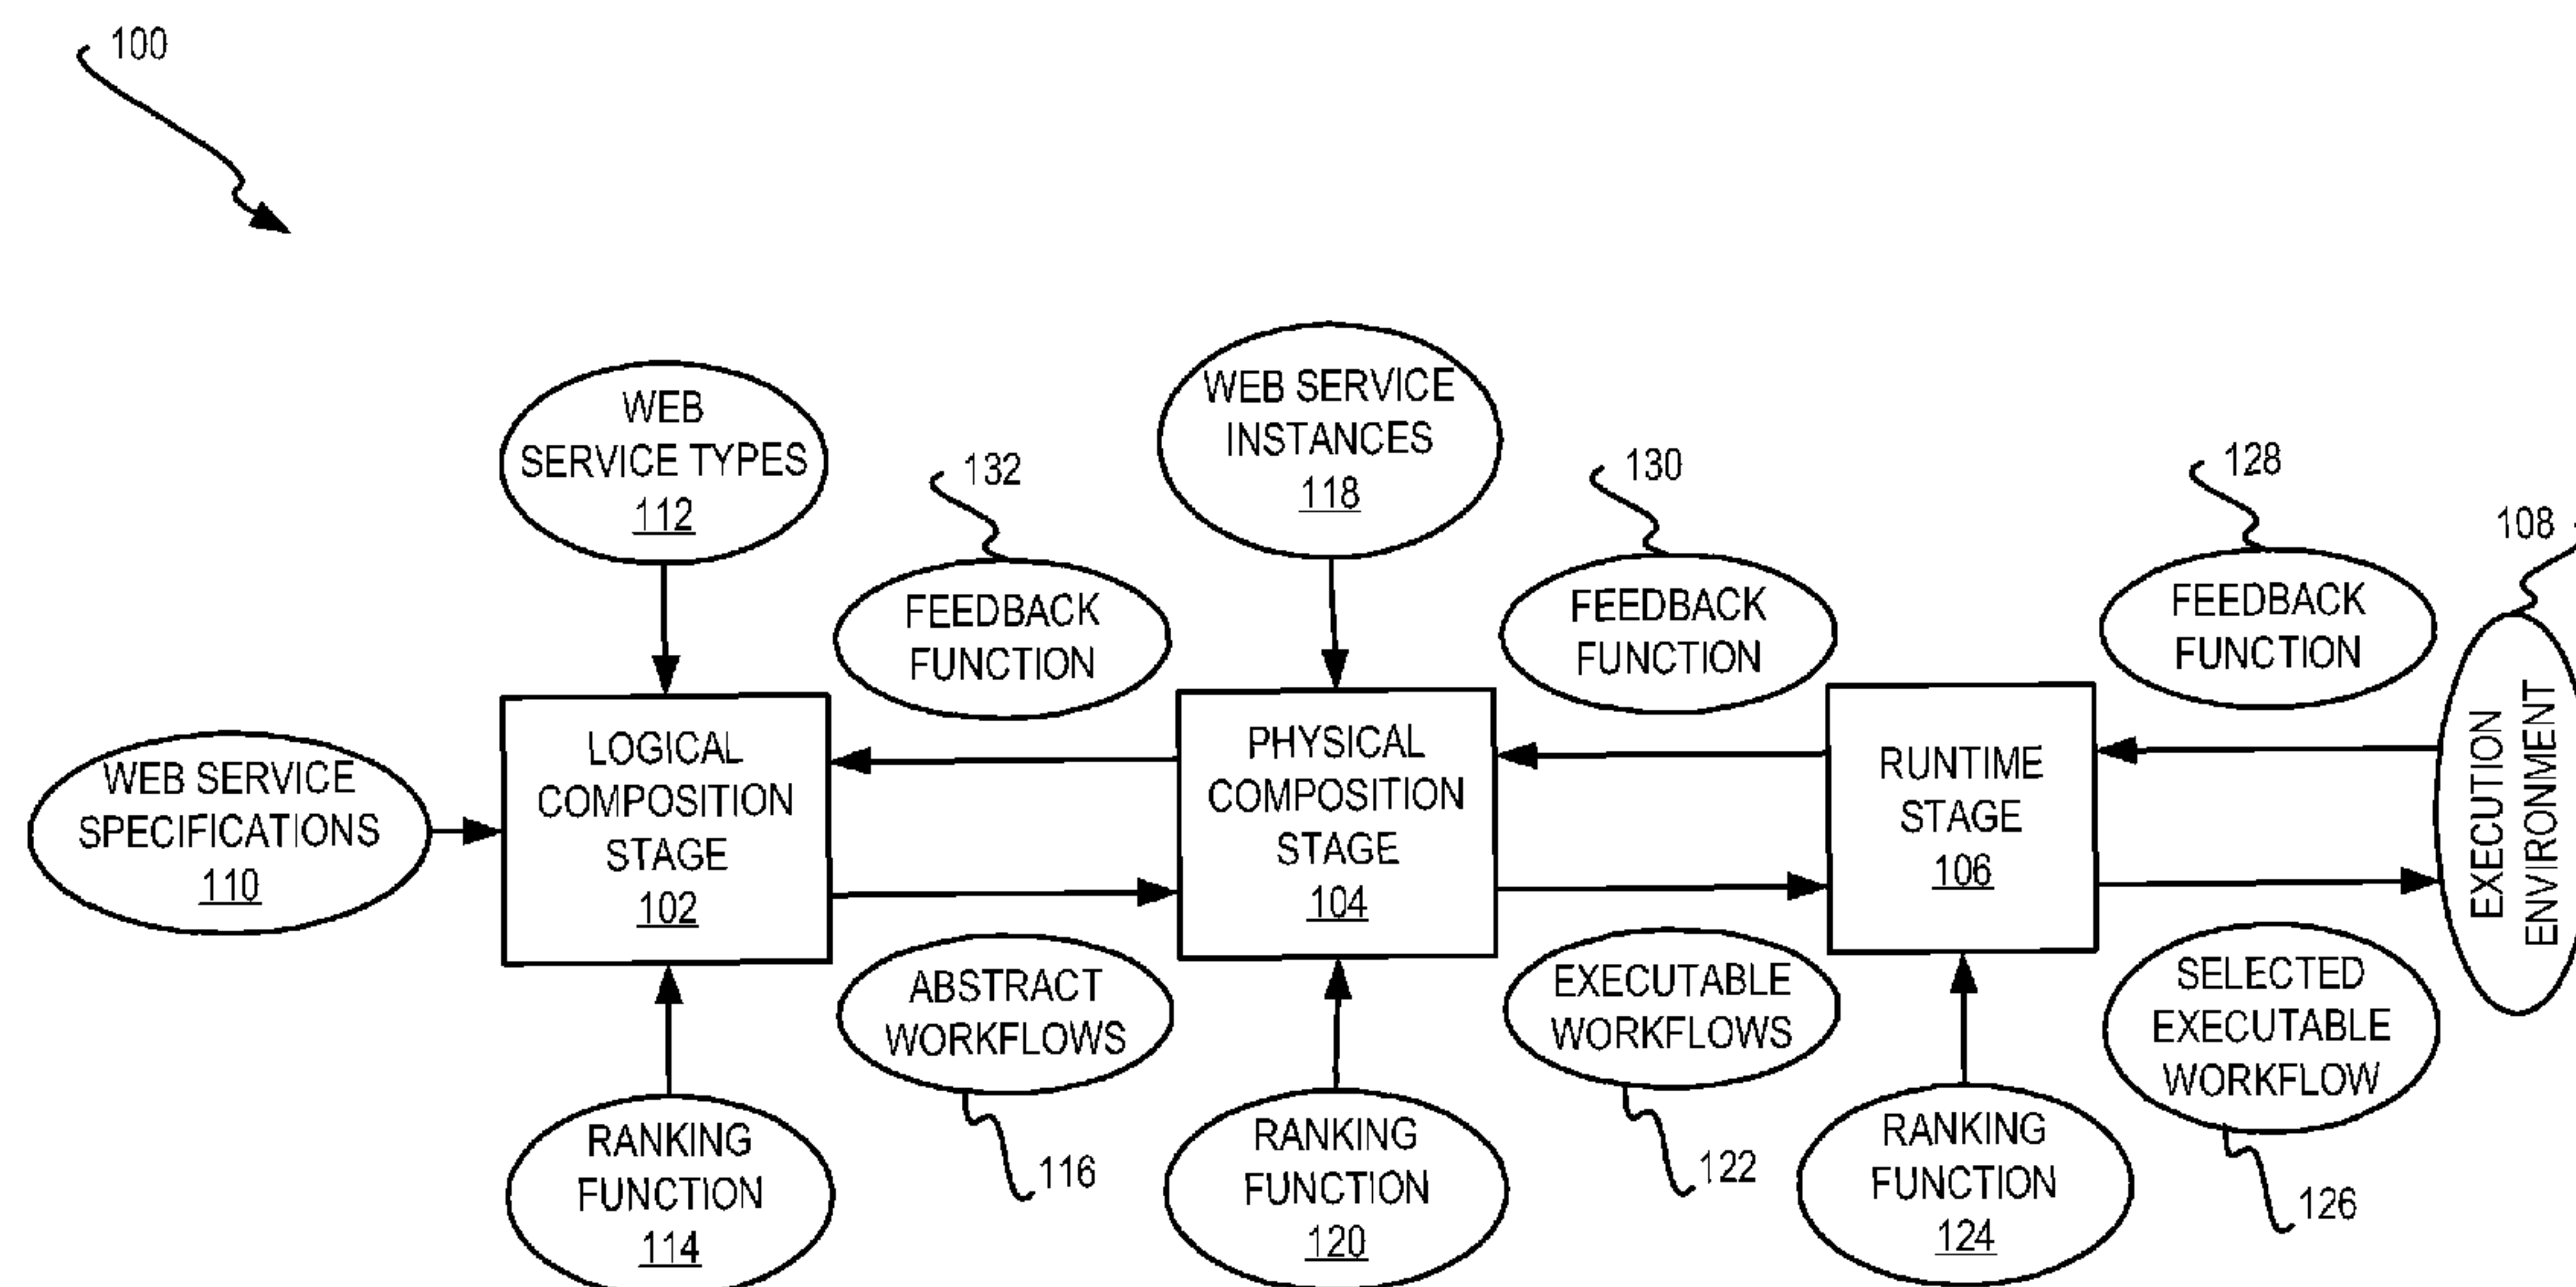 100
WEB
SERVICE TYPES
112
132
WEB SERVICE
INSTANCES
118
130
128
108
FEEDBACK
FUNCTION
FEEDBACK
FUNCTION
FEEDBACK
FUNCTION
WEB SERVICE
SPECIFICATIONS
110
LOGICAL
COMPOSITION
STAGE
102
PHYSICAL
COMPOSITION
STAGE
104
RUNTIME
STAGE
106
EXECUTION
ENVIRONMENT
ABSTRACT
WORKFLOWS
116
EXECUTABLE
WORKFLOWS
122
SELECTED
EXECUTABLE
WORKFLOW
126
RANKING
FUNCTION
114
RANKING
FUNCTION
120
RANKING
FUNCTION
124